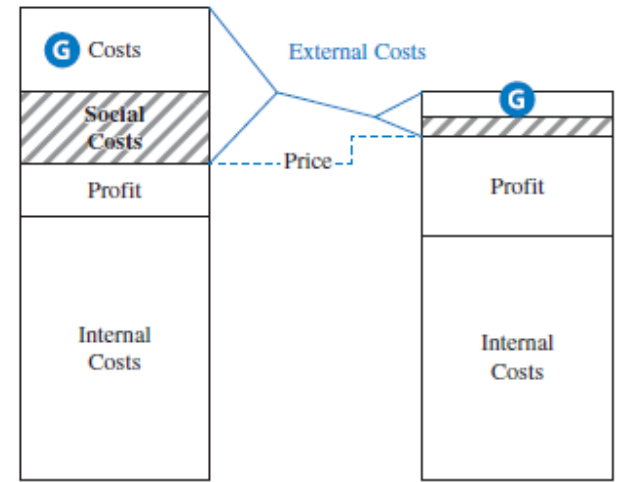 G Costs
External Costs
G
Social
Costs
Price
Profit
Profit
Internal
Costs
Internal
Costs